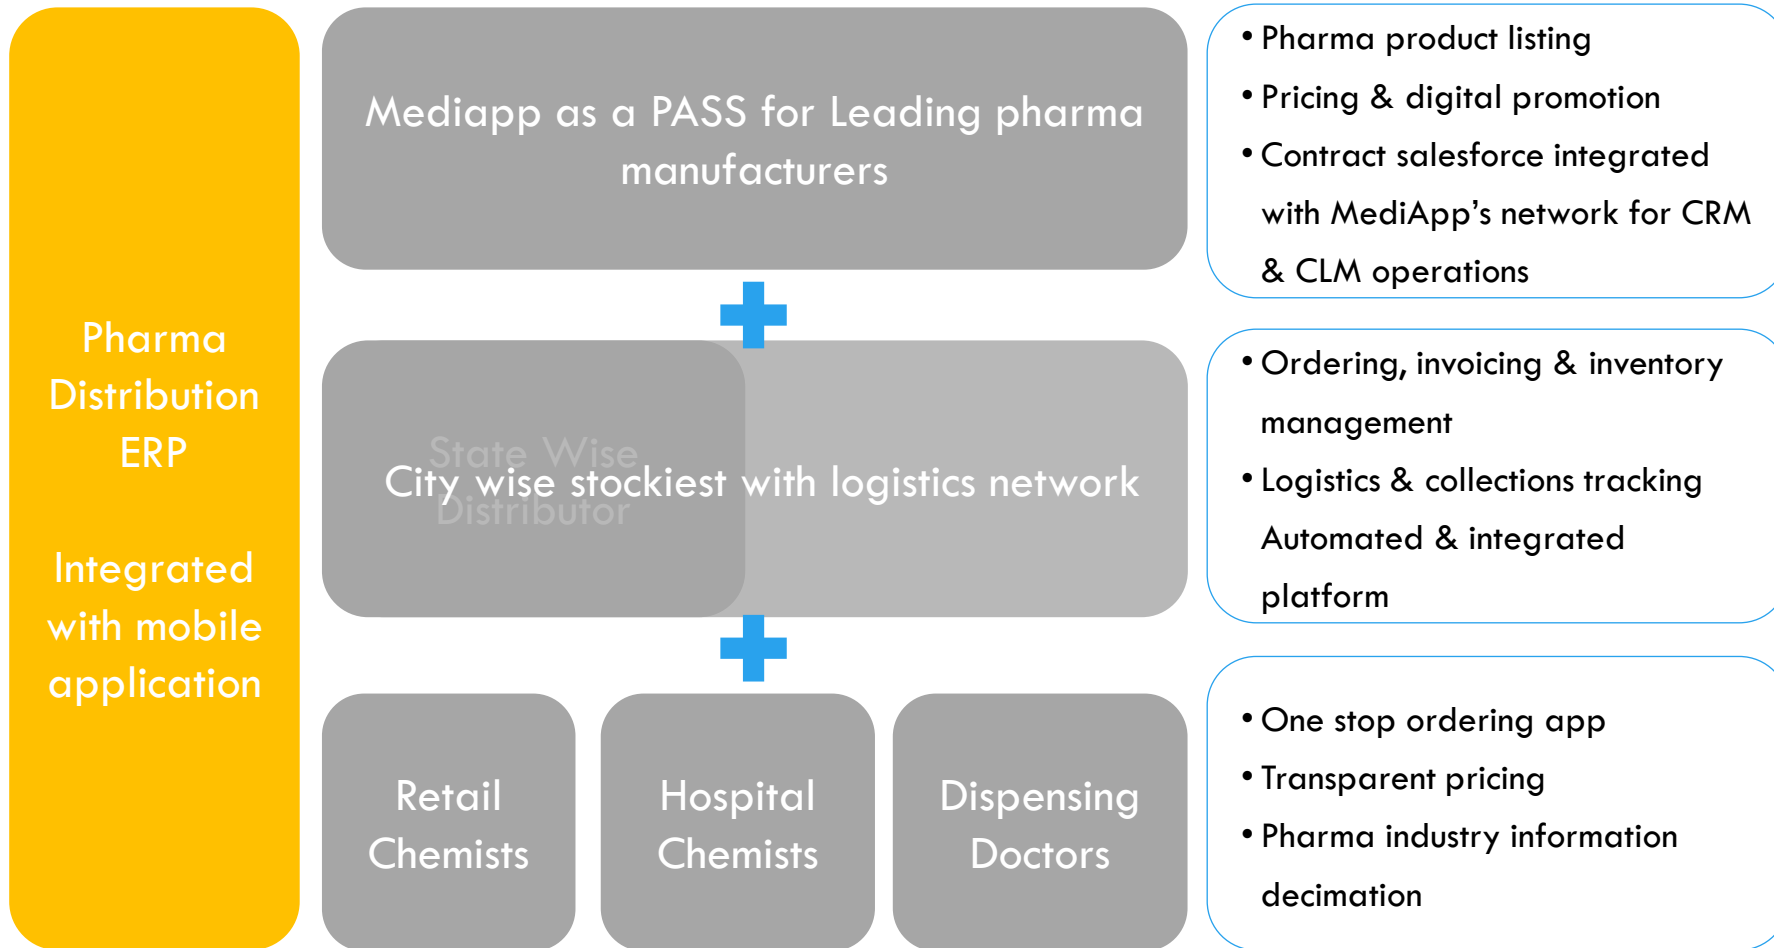 Pharma
Distribution
ERP
Integrated
with mobile
application
Mediapp as a PASS for Leading pharma
manufacturers
State Wise
Distributor
City wise stockiest with logistics network
Retail
Chemists
Hospital
Chemists
Dispensing
Doctors
• Pharma product listing
• Pricing & digital promotion
• Contract salesforce integrated
with MediApp’s network for CRM
& CLM operations
• Ordering, invoicing & inventory
management
• Logistics & collections tracking
Automated & integrated
platform
• One stop ordering app
• Transparent pricing
• Pharma industry information
decimation